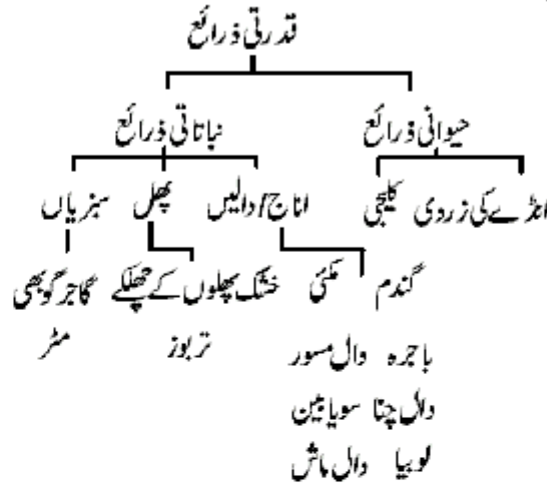 قدرتی ذرائع
حیوانی ذرائع نباتاتی ذرائع
انڈے کی زردی کلیجی اناج/دالیں پھل سبزیاں
گندم مکئی خشک پھلوں کے چھلکے گاجر گوبھی
باجرہ دال مسور تربوز مٹر
دال چنا سویابین
لوبیا دال ماش